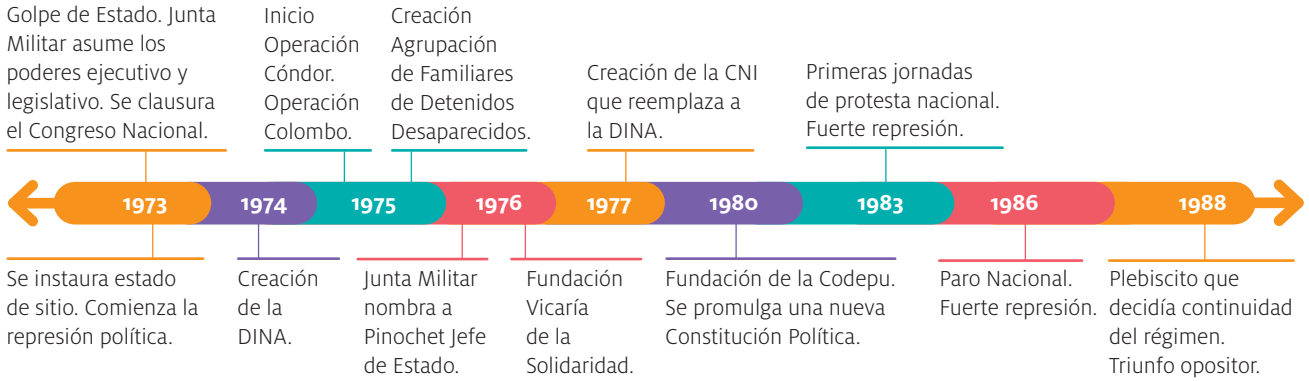 Golpe de Estado. Junta
Militar asume los
poderes ejecutivo y
legislativo. Se clausura
el Congreso Nacional.
Inicio
Operación
Cóndor.
Operación
Colombo.
Creación
Agrupación
de Familiares
de Detenidos
Desaparecidos.
Creación de la CNI
que reemplaza a
la DINA.
Primeras jornadas
de protesta nacional.
Fuerte represión.
1973
1974
1975
1976
1977
1980
1983
1986
1988
Se instaura estado
de sitio. Comienza la
represión política.
Creación
de la
DINA.
Junta Militar
nombra a
Pinochet Jefe
de Estado.
Fundación
Vicaría
de la
Solidaridad.
Fundación de la Codepu.
Se promulga una nueva
Constitución Política.
Paro Nacional.
Fuerte represión.
Plebiscito que
decidía continuidad
del régimen.
Triunfo opositor.